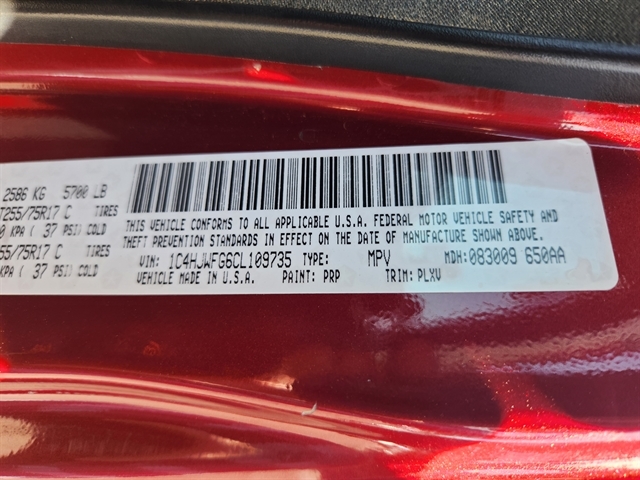 2586 KG 5700 LB
T255/75R17 C TIRES
KPA ( 37 PSI) COLD
55/75R17 C TIRES
KPA ( 37 PSI) COLD
THIS VEHICLE CONFORMS TO ALL APPLICABLE U.S.A. FEDERAL MOTOR VEHICLE SAFETY AND
THEFT PREVENTION STANDARDS IN EFFECT ON THE DATE OF MANUFACTURE SHOWN ABOVE.
VIN: 1C4HJWFG6CL109735 TYPE: MPV MDH:083009 650AA
VEHICLE MADE IN U.S.A. PAINT: PRP TRIM: PLXV